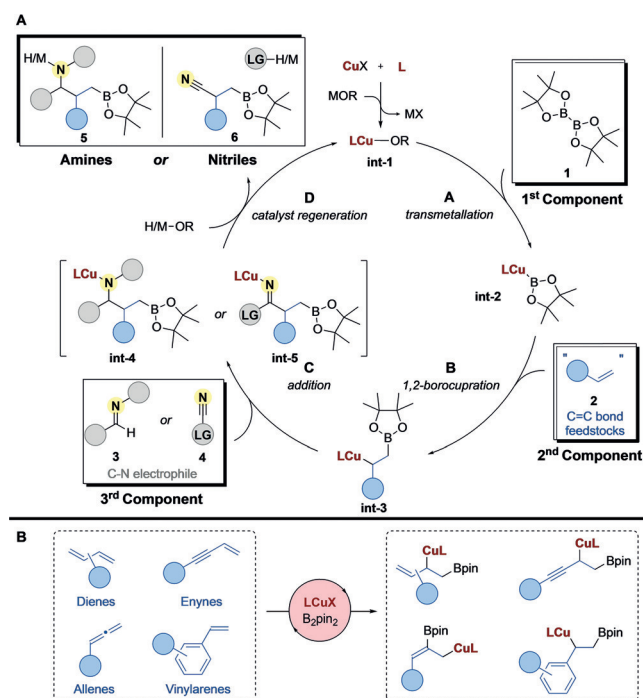 A
H/M
N
B
O
O
5
Amines
or
N
B
O
O
6
Nitriles
LG
H/M
CuX + L
MOR
MX
LCu—OR
int-1
O
O
B
B
O
O
1
1st Component
D
catalyst regeneration
A
transmetallation
H/M–OR
LCu
N
B
O
O
int-4
or
LCu
N
LG
B
O
O
int-5
LCu
B
O
O
int-2
C
addition
B
1,2-borocupration
" "
2
C=C bond
feedstocks
2nd Component
N
H
3
or
N
LG
4
C-N electrophile
3rd Component
O
O
B
LCu
int-3
B
Dienes
Enynes
Allenes
Vinylarenes
LCuX
B2pin2
CuL
Bpin
CuL
Bpin
Bpin
CuL
LCu
Bpin